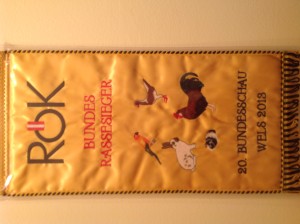 RÖK
BUNDES
RASSESIEGER
20. BUNDESSCHAU
WELS 2013